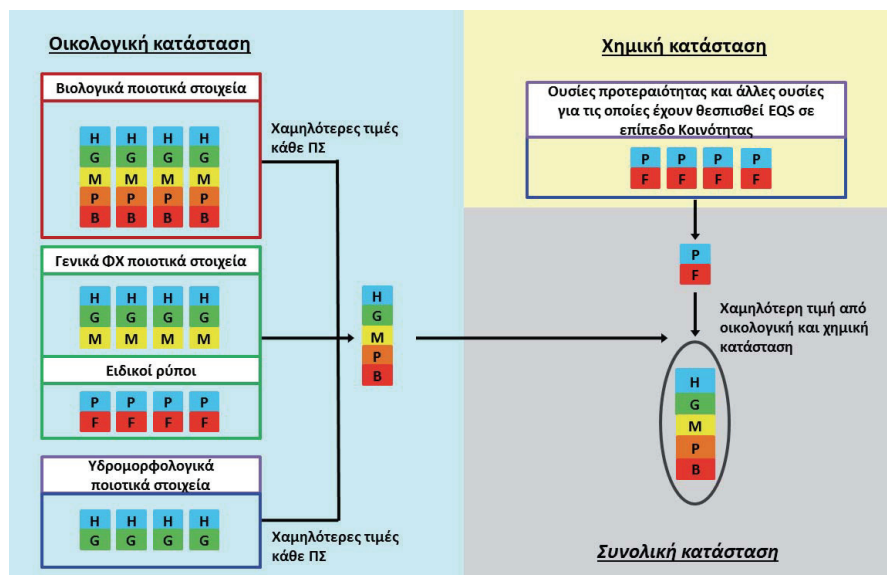 Οικολογική κατάσταση
Βιολογικά ποιοτικά στοιχεία
H H H H
G G G G
M M M M
P P P P
B B B B
Χαμηλότερες τιμές
κάθε ΠΣ
Γενικά ΦΧ ποιοτικά στοιχεία
H H H H
G G G G
M M M M
Ειδικοί ρύποι
P P P P
F F F F
Υδρομορφολογικά
ποιοτικά στοιχεία
H H H H
G G G G
Χαμηλότερες τιμές
κάθε ΠΣ
H
G
M
P
B
Χημική κατάσταση
Ουσίες προτεραιότητας και άλλες ουσίες
για τις οποίες έχουν θεσπισθεί EQS σε
επίπεδο Κοινότητας
P P P P
F F F F
P
F
Χαμηλότερη τιμή από
οικολογική και χημική
κατάσταση
H
G
M
P
B
Συνολική κατάσταση